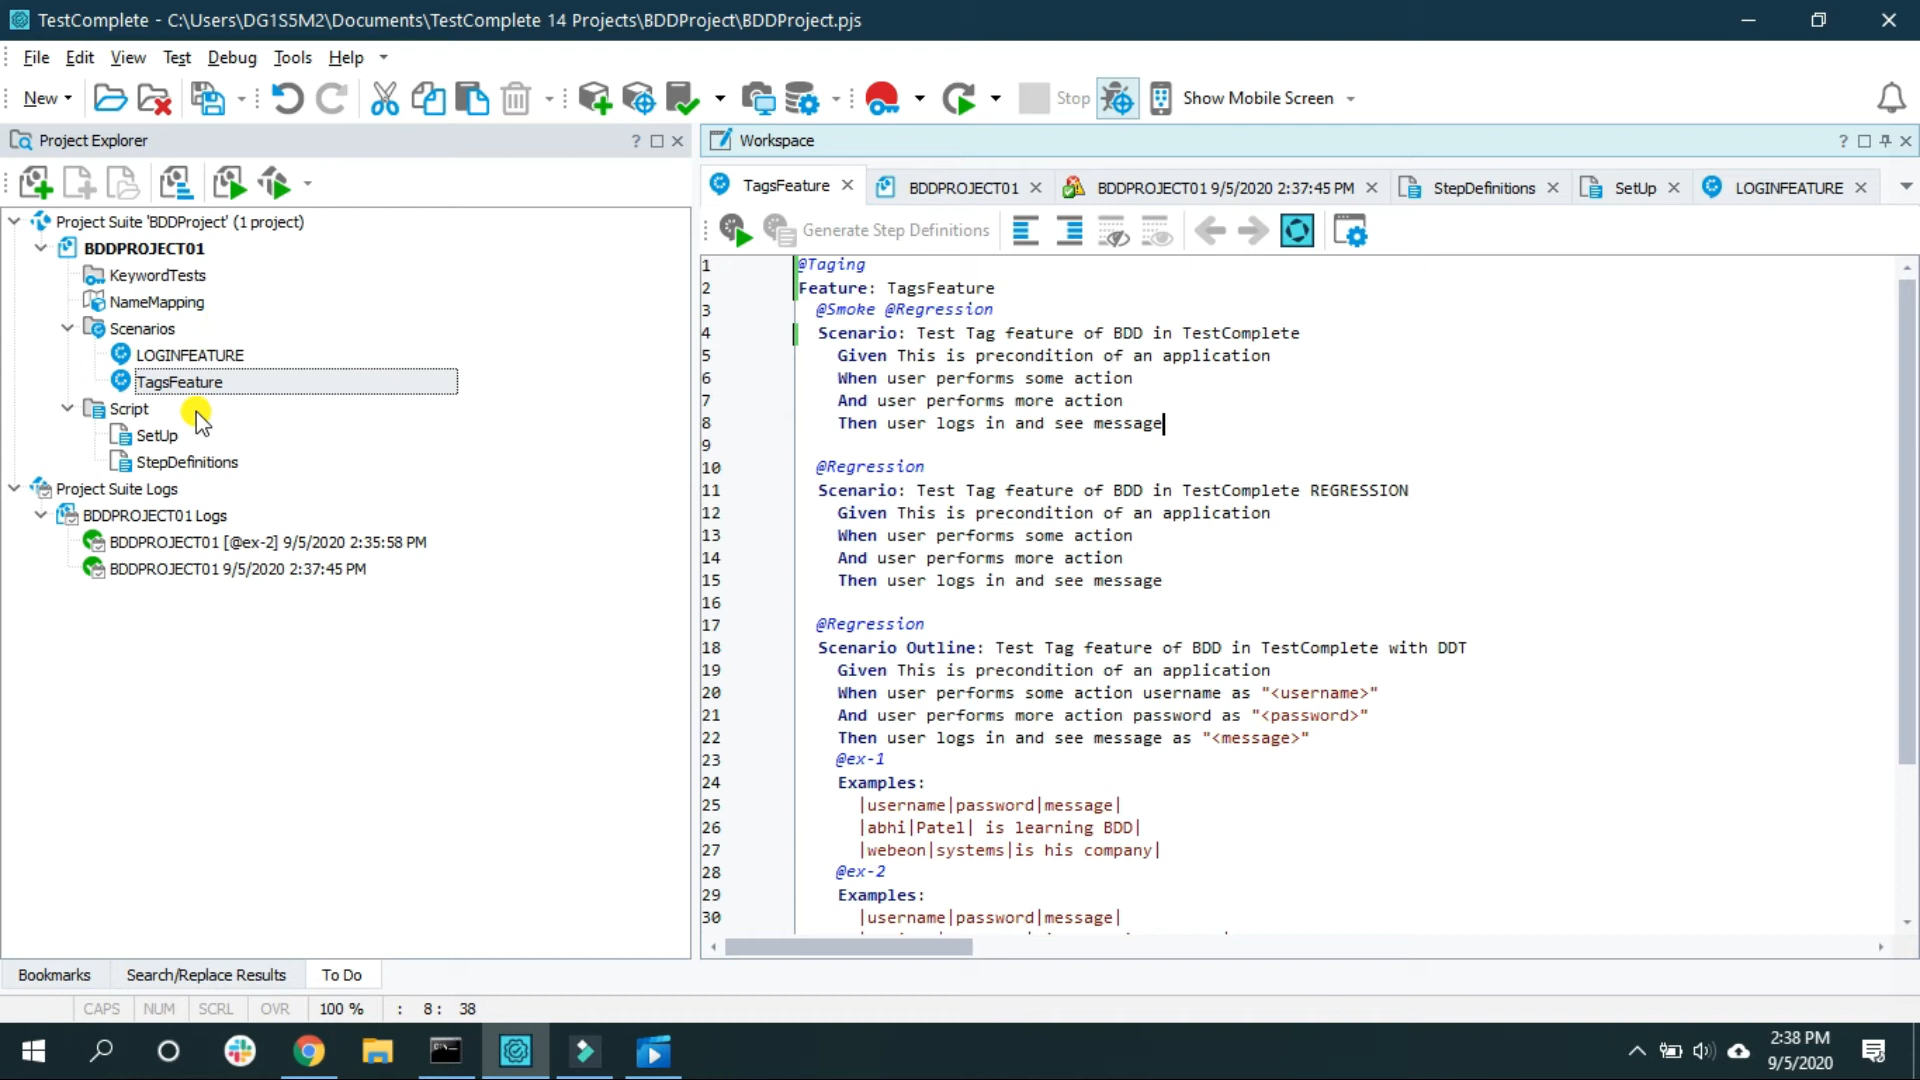 TestComplete - C:\Users\DG1S5M2\Documents\TestComplete 14 Projects\BDDProject\BDDProject.pjs
File Edit View Test Debug Tools Help
New Stop Show Mobile Screen
Project Explorer
Project Suite 'BDDProject' (1 project)
BDDPROJECT01
KeywordTests
NameMapping
Scenarios
LOGINFEATURE
TagsFeature
Script
SetUp
StepDefinitions
Project Suite Logs
BDDPROJECT01 Logs
BDDPROJECT01 [@ex-2] 9/5/2020 2:35:58 PM
BDDPROJECT01 9/5/2020 2:37:45 PM
Workspace
TagsFeature BDDPROJECT01 BDDPROJECT01 9/5/2020 2:37:45 PM StepDefinitions SetUp LOGINFEATURE
Generate Step Definitions
1 @Taging
2 Feature: TagsFeature
3 @Smoke @Regression
4 Scenario: Test Tag feature of BDD in TestComplete
5 Given This is precondition of an application
6 When user performs some action
7 And user performs more action
8 Then user logs in and see message
9
10 @Regression
11 Scenario: Test Tag feature of BDD in TestComplete REGRESSION
12 Given This is precondition of an application
13 When user performs some action
14 And user performs more action
15 Then user logs in and see message
16
17 @Regression
18 Scenario Outline: Test Tag feature of BDD in TestComplete with DDT
19 Given This is precondition of an application
20 When user performs some action username as "<username>"
21 And user performs more action password as "<password>"
22 Then user logs in and see message as "<message>"
23 @ex-1
24 Examples:
25 |username|password|message|
26 |abhi|Patel| is learning BDD|
27 |webeon|systems|is his company|
28 @ex-2
29 Examples:
30 |username|password|message|
Bookmarks Search/Replace Results To Do
CAPS NUM SCRL OVR 100 % : 8: 38
2:38 PM
9/5/2020